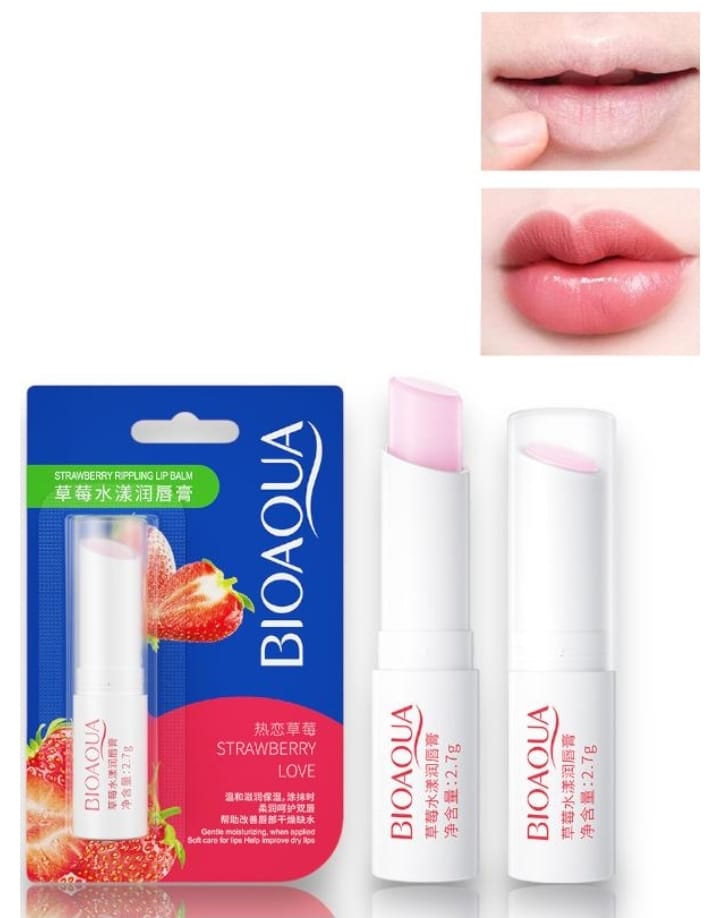 STRAWBERRY RIPPLING LIP BALM
草莓水漾润唇膏
BIOAQUA
热恋草莓
STRAWBERRY
LOVE
温和滋润保湿，涂抹时
柔润呵护双唇
帮助改善唇部干燥缺水
Gentle moisturizing, when applied
Soft care for lips Help improve dry lips
BIOAQUA
草莓水漾润唇膏
净含量:2.7g
BIOAQUA
草莓水漾润唇膏
净含量:2.7g
BIOAQUA
草莓水漾润唇膏
净含量:2.7g